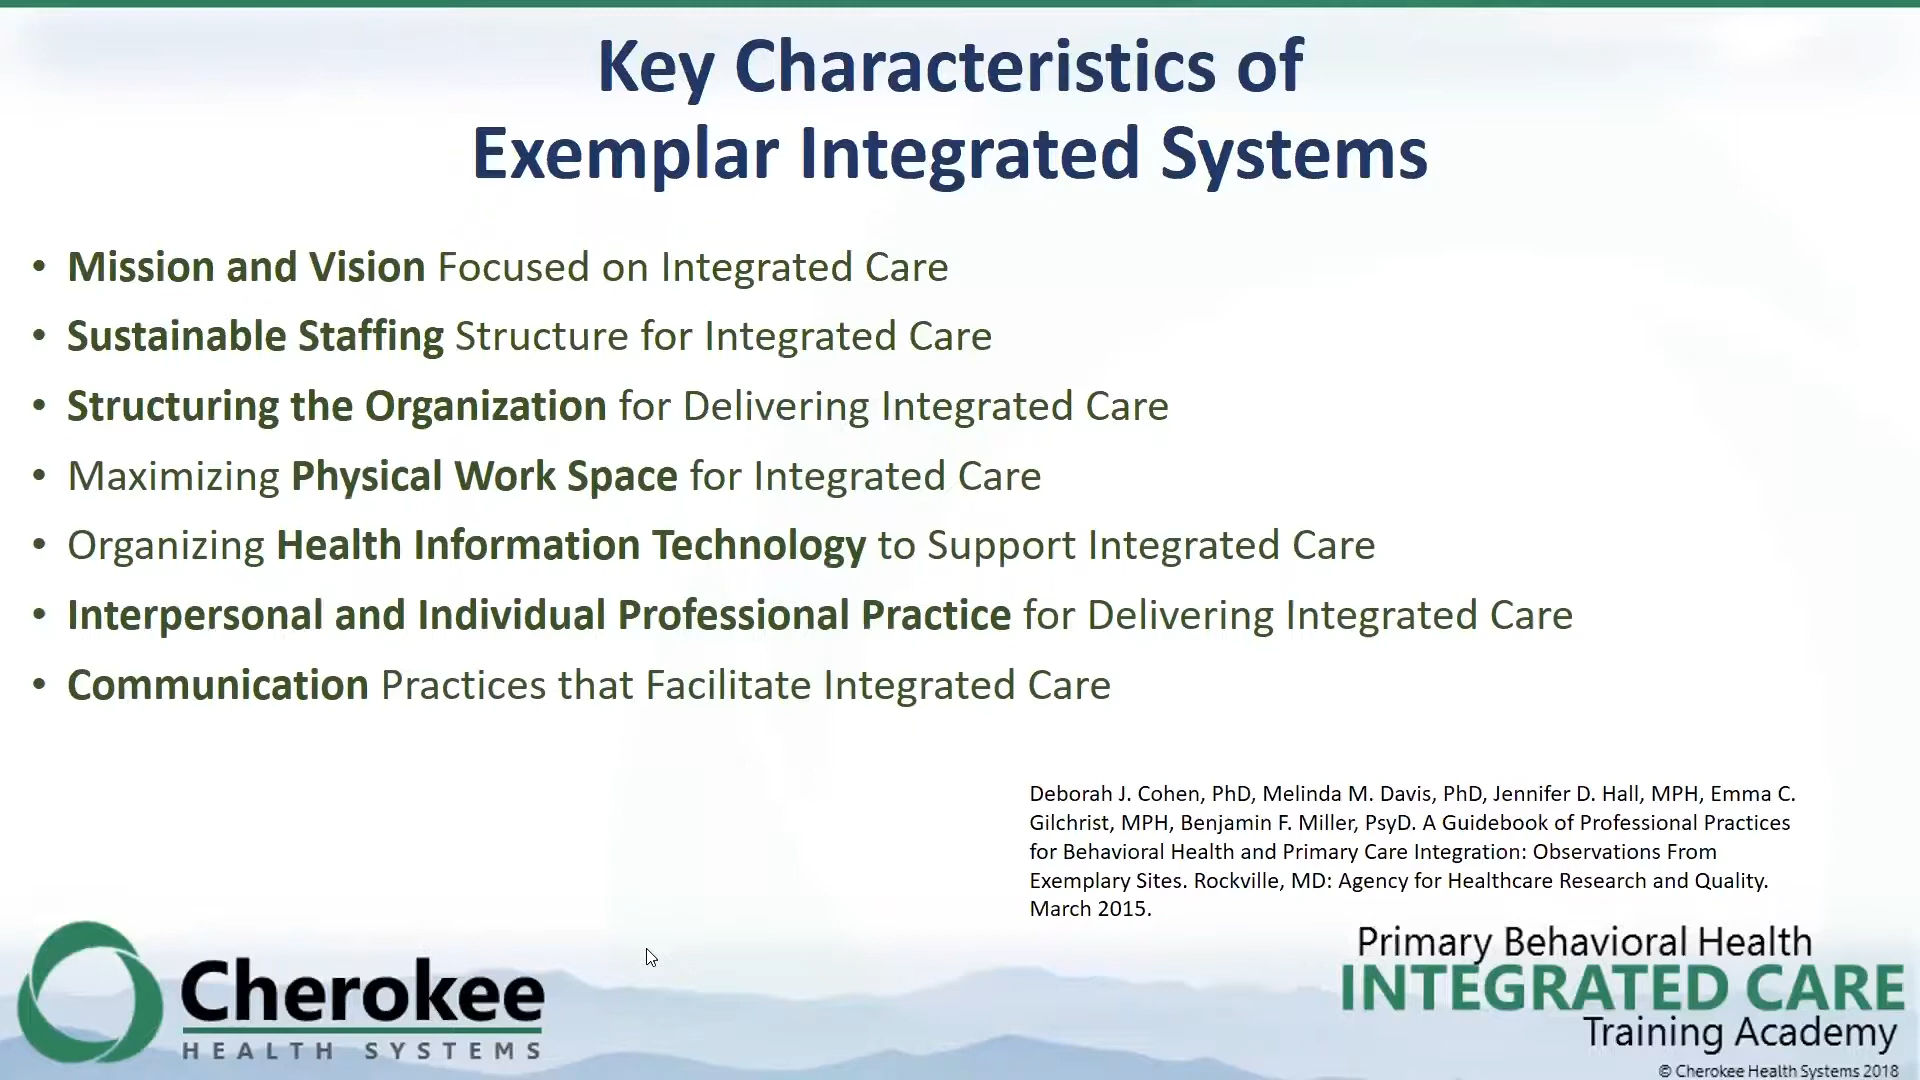 Key Characteristics of
Exemplar Integrated Systems
• Mission and Vision Focused on Integrated Care
• Sustainable Staffing Structure for Integrated Care
• Structuring the Organization for Delivering Integrated Care
• Maximizing Physical Work Space for Integrated Care
• Organizing Health Information Technology to Support Integrated Care
• Interpersonal and Individual Professional Practice for Delivering Integrated Care
• Communication Practices that Facilitate Integrated Care
Deborah J. Cohen, PhD, Melinda M. Davis, PhD, Jennifer D. Hall, MPH, Emma C.
Gilchrist, MPH, Benjamin F. Miller, PsyD. A Guidebook of Professional Practices
for Behavioral Health and Primary Care Integration: Observations From
Exemplary Sites. Rockville, MD: Agency for Healthcare Research and Quality.
March 2015.
Cherokee
HEALTH SYSTEMS
Primary Behavioral Health
INTEGRATED CARE
Training Academy
© Cherokee Health Systems 2018